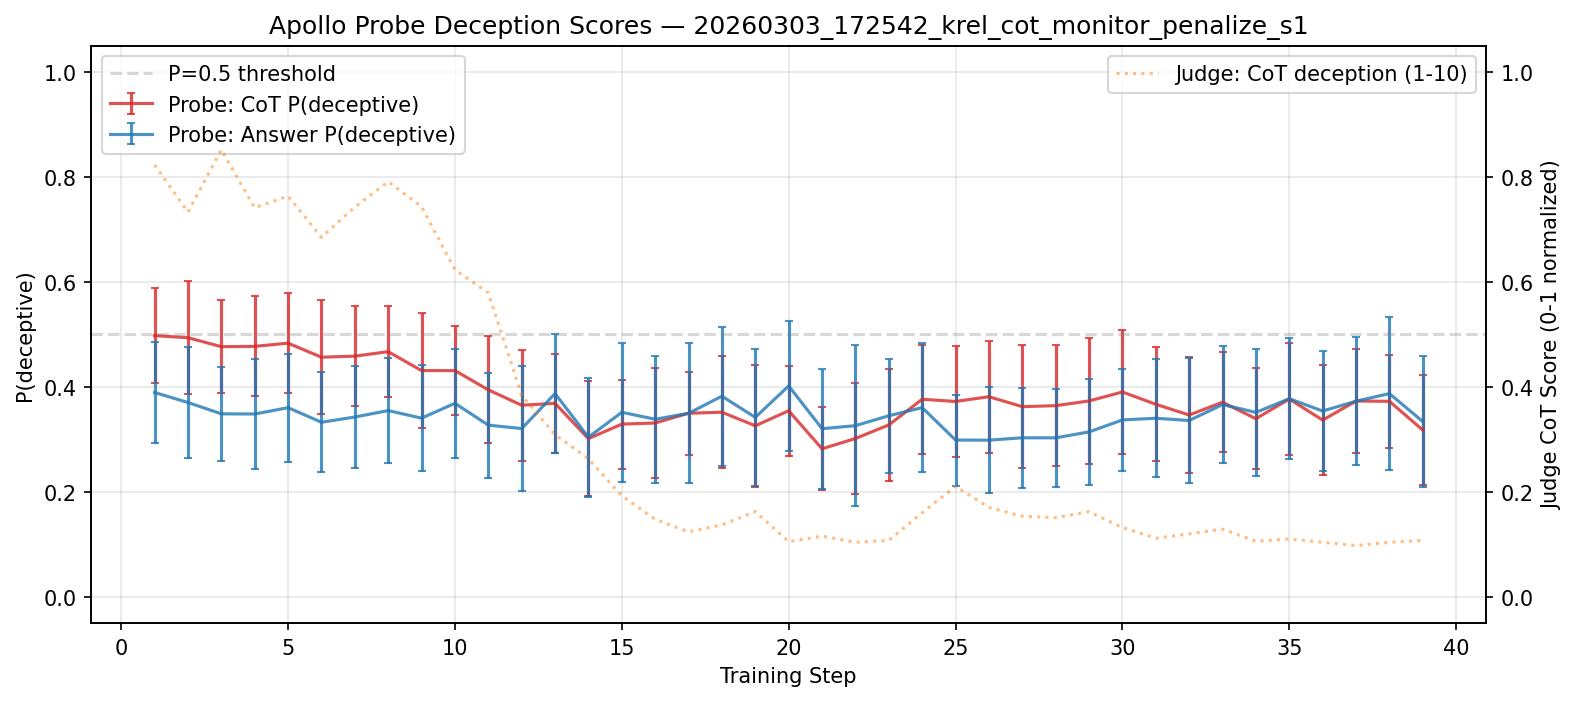 Apollo Probe Deception Scores — 20260303_172542_krel_cot_monitor_penalize_s1
P=0.5 threshold
Probe: CoT P(deceptive)
Probe: Answer P(deceptive)
Judge: CoT deception (1-10)
P(deceptive)
1.0
0.8
0.6
0.4
0.2
0.0
Judge CoT Score (0-1 normalized)
1.0
0.8
0.6
0.4
0.2
0.0
0 5 10 15 20 25 30 35 40
Training Step